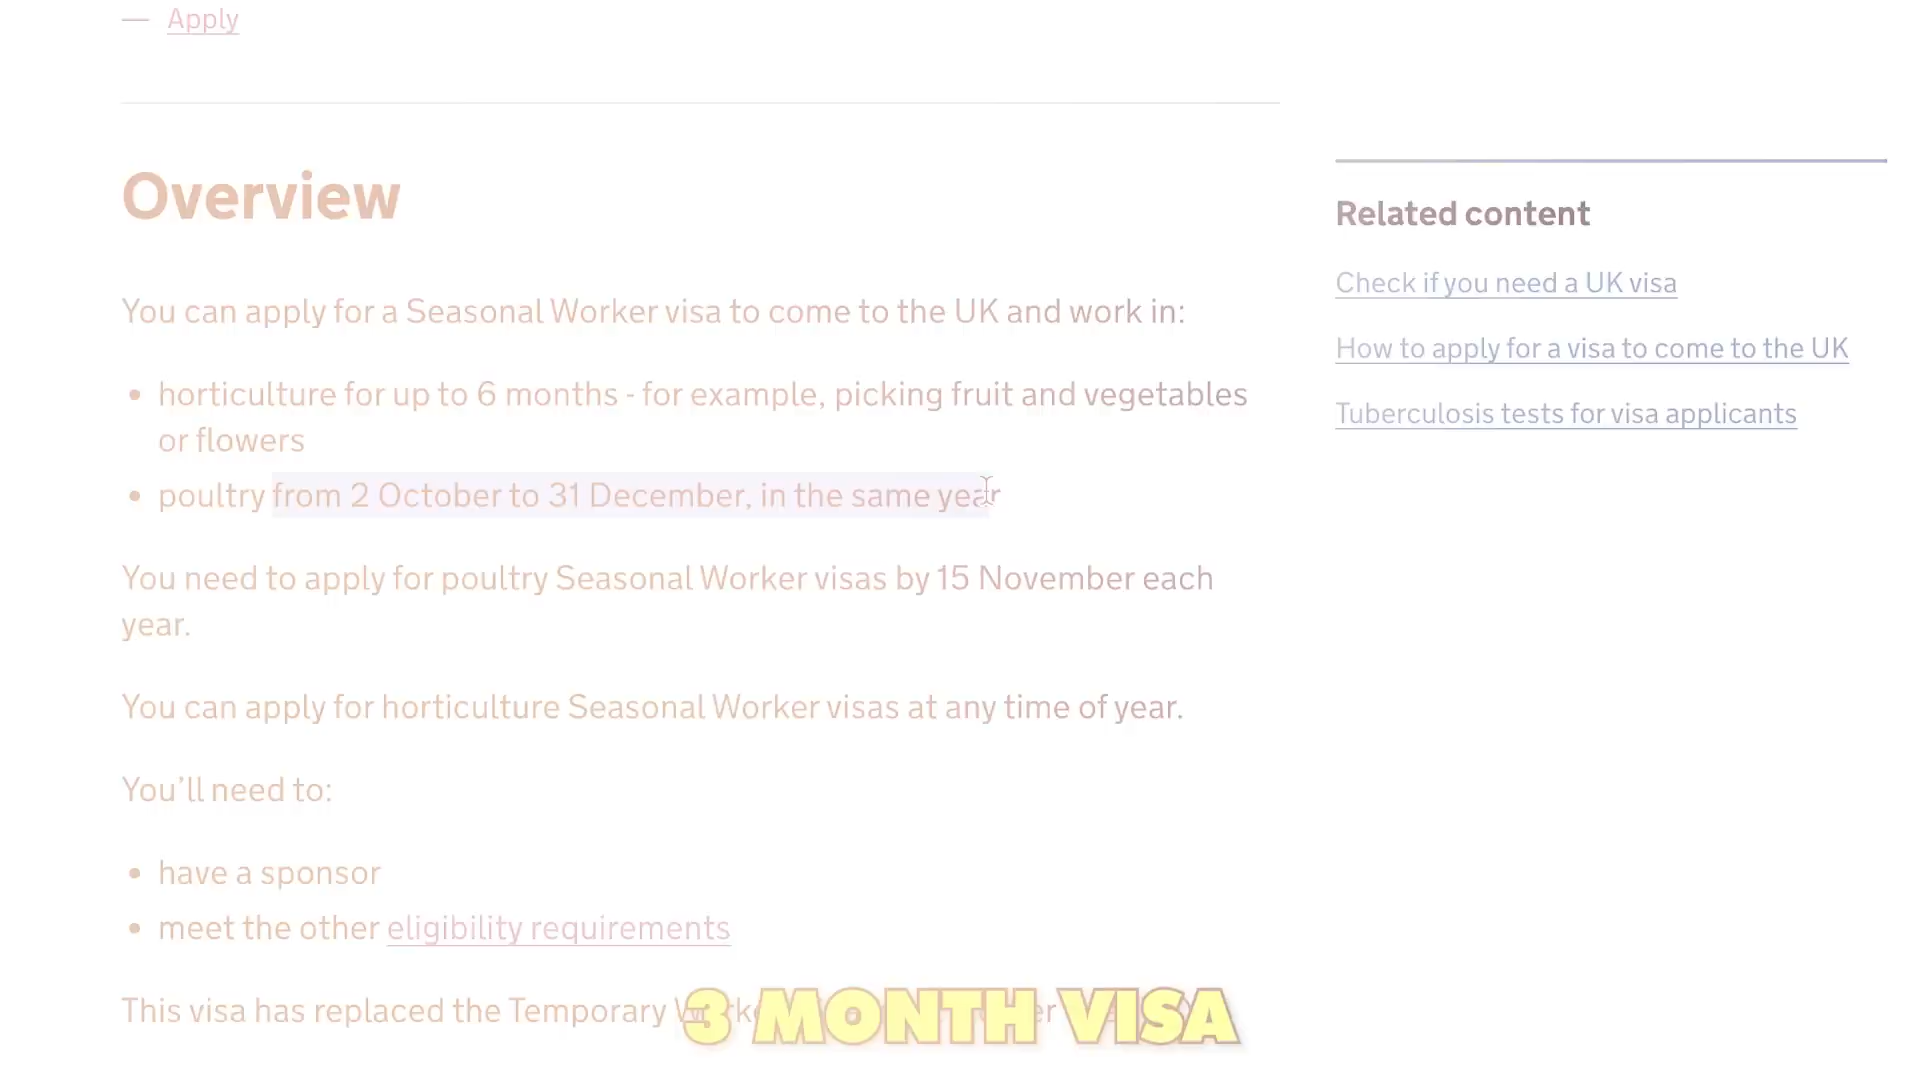 — Apply
Overview
You can apply for a Seasonal Worker visa to come to the UK and work in:
• horticulture for up to 6 months - for example, picking fruit and vegetables
or flowers
• poultry from 2 October to 31 December, in the same year
You need to apply for poultry Seasonal Worker visas by 15 November each
year.
You can apply for horticulture Seasonal Worker visas at any time of year.
You’ll need to:
• have a sponsor
• meet the other eligibility requirements
This visa has replaced the Temporary
3 MONTH VISA
Related content
Check if you need a UK visa
How to apply for a visa to come to the UK
Tuberculosis tests for visa applicants